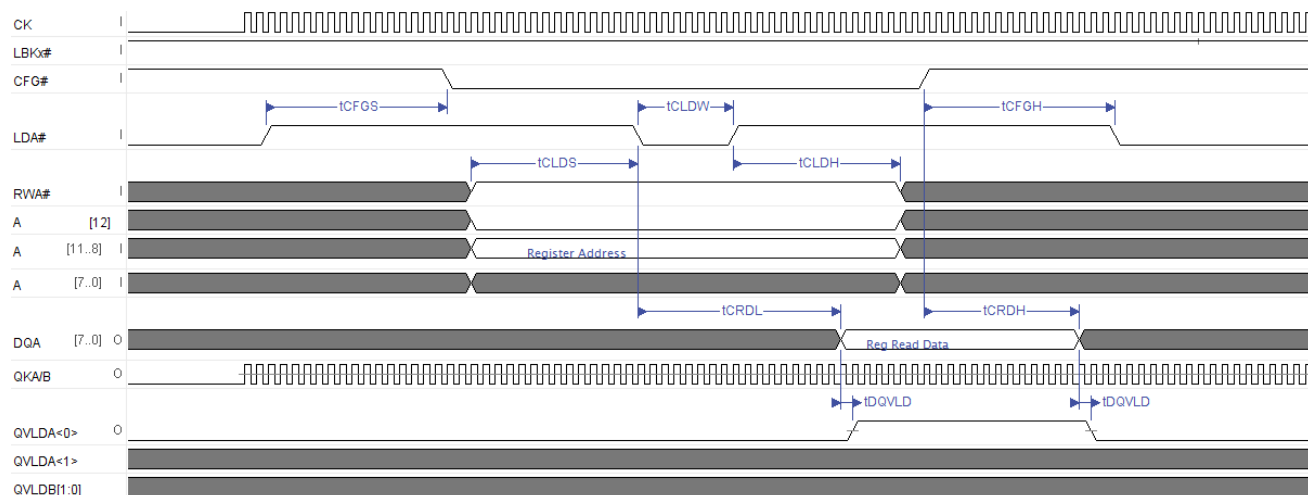 CK I
LBKx# I
CFG# I
tCFGS tCLDW tCFGH
LDA# I
tCLDS tCLDH
RWA# I
A [12]
A [11..8] I Register Address
A [7..0] I
tCRDL tCRDH
DQA [7..0] O Reg Read Data
QKA/B O
tDQVLD tDQVLD
QVLDA<0> O
QVLDA<1>
QVLDB[1:0]